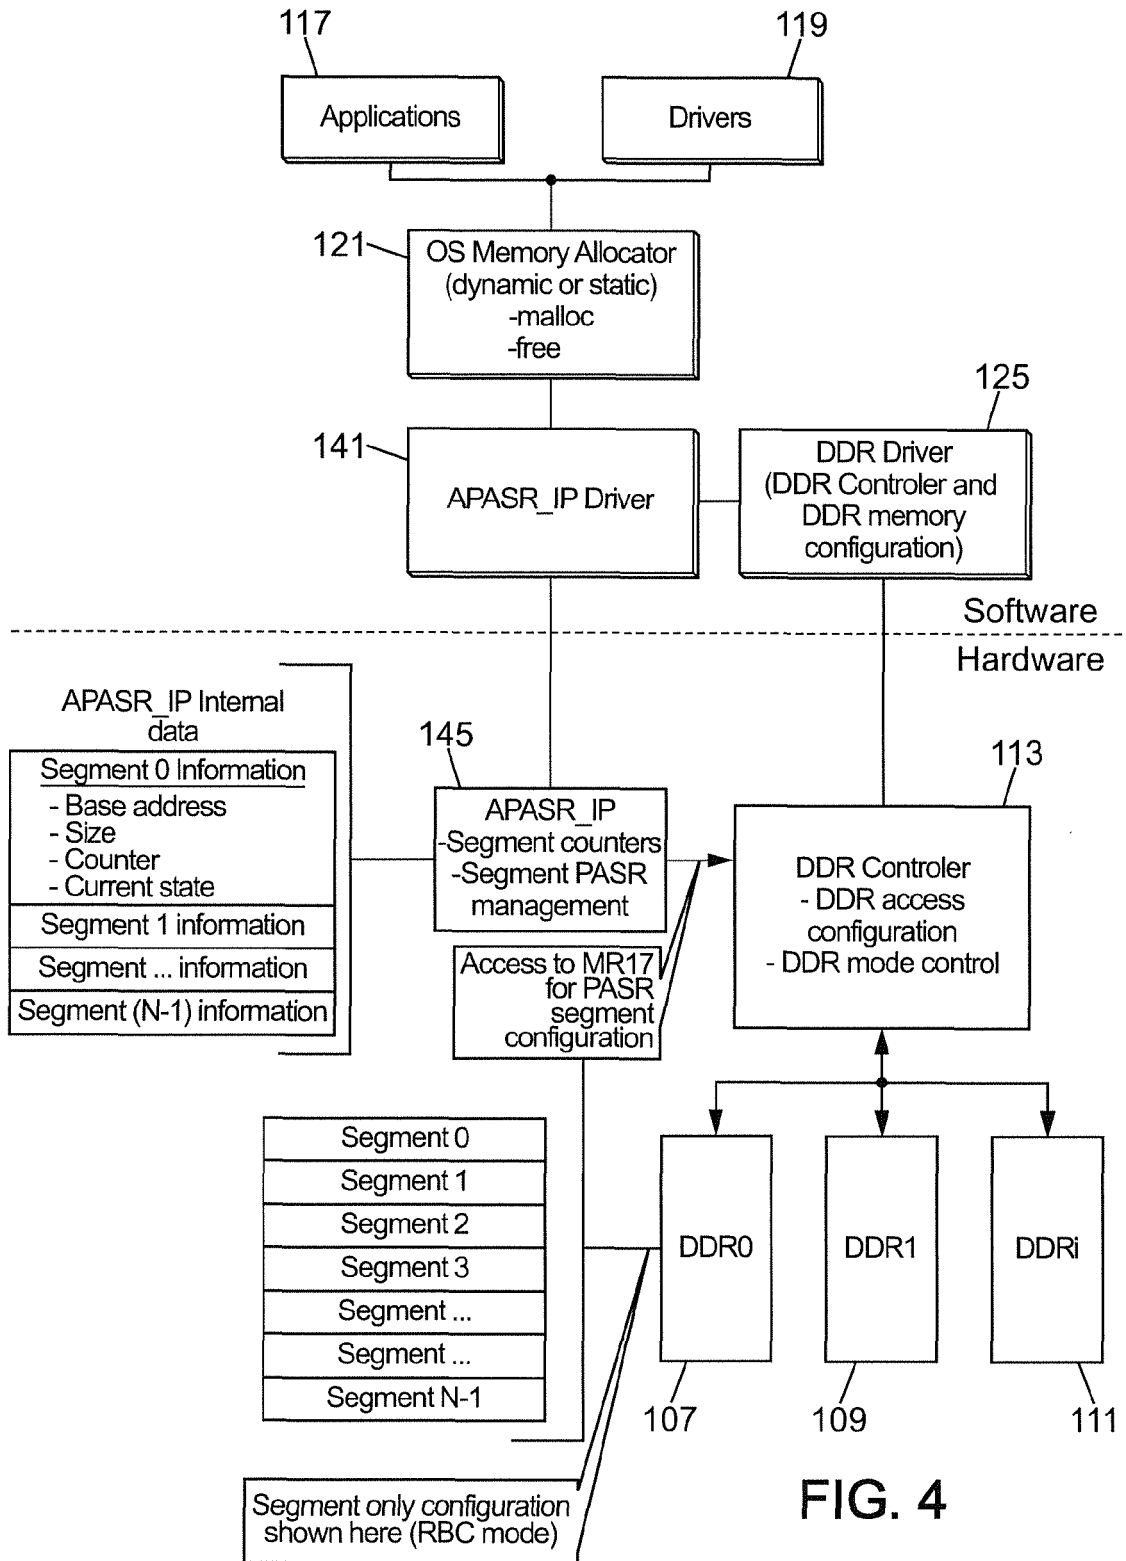 117
119
Applications
Drivers
121
OS Memory Allocator
(dynamic or static)
-malloc
-free
125
141
APASR_IP Driver
DDR Driver
(DDR Controler and
DDR memory
configuration)
Software
Hardware
APASR_IP Internal
data
Segment 0 Information
- Base address
- Size
- Counter
- Current state
Segment 1 information
Segment ... information
Segment (N-1) information
145
APASR_IP
-Segment counters
-Segment PASR
management
113
DDR Controler
- DDR access
configuration
- DDR mode control
Access to MR17
for PASR
segment
configuration
Segment 0
Segment 1
Segment 2
Segment 3
Segment ...
Segment ...
Segment N-1
DDR0
DDR1
DDRi
107
109
111
Segment only configuration
shown here (RBC mode)
FIG. 4